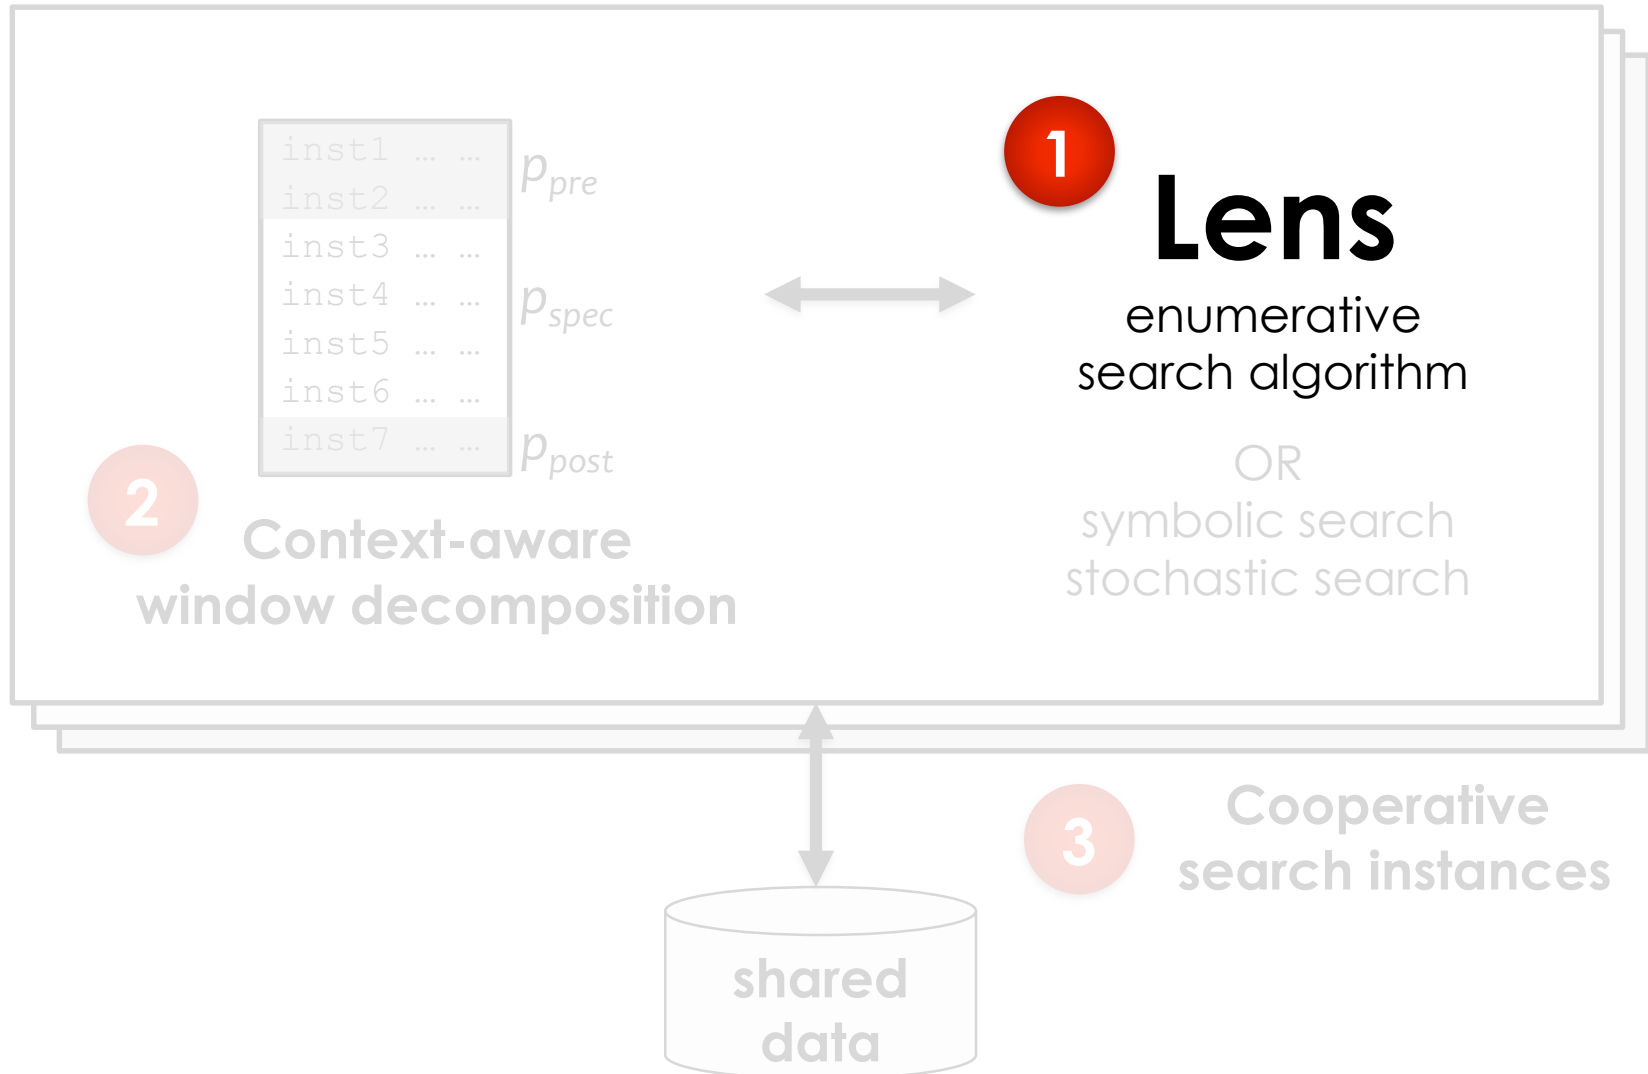 inst1 … …
inst2 … …
inst3 … …
inst4 … …
inst5 … …
inst6 … …
inst7 … …
p_pre
p_spec
p_post
2
Context-aware
window decomposition
1
Lens
enumerative
search algorithm
OR
symbolic search
stochastic search
3
Cooperative
search instances
shared
data